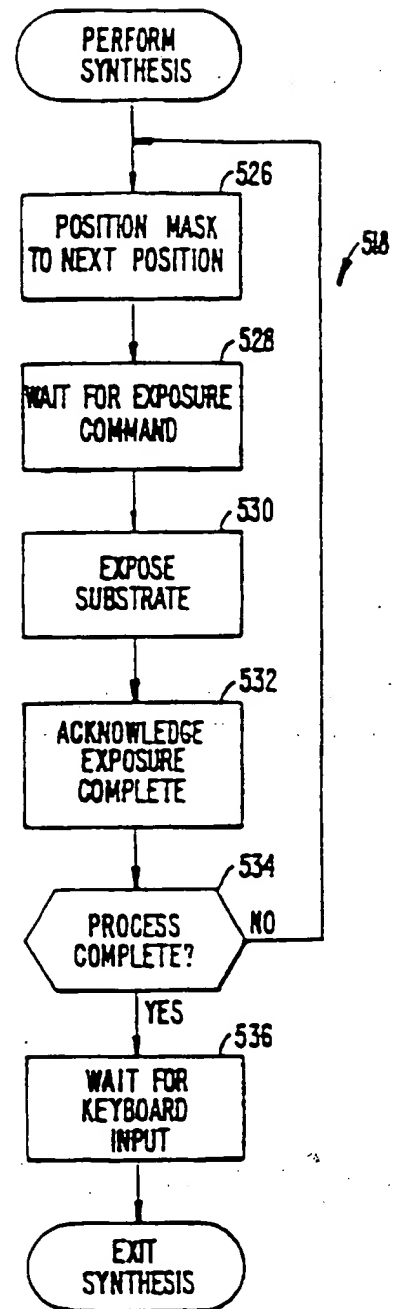 PERFORM
SYNTHESIS
526
POSITION MASK
TO NEXT POSITION
518
528
WAIT FOR EXPOSURE
COMMAND
530
EXPOSE
SUBSTRATE
532
ACKNOWLEDGE
EXPOSURE
COMPLETE
534
PROCESS
COMPLETE?
NO
YES
536
WAIT FOR
KEYBOARD
INPUT
EXIT
SYNTHESIS